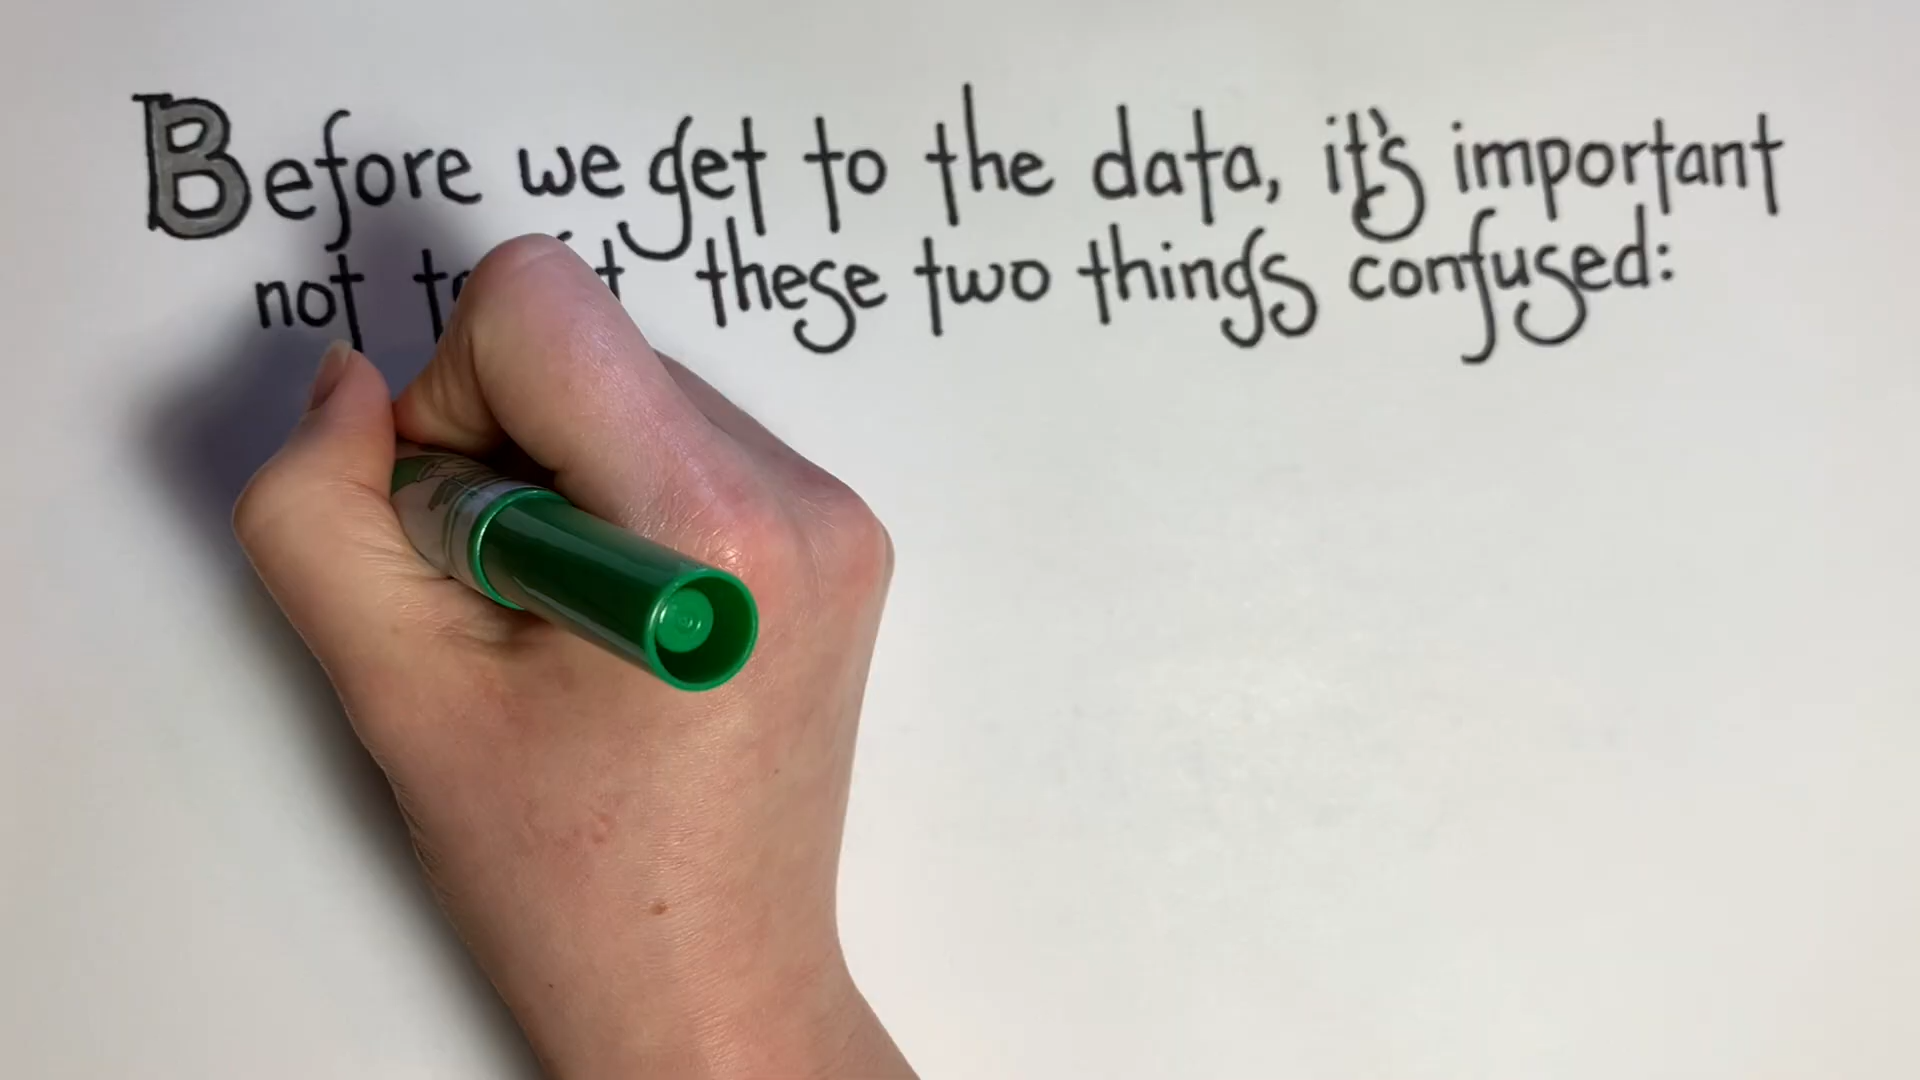 Before we get to the data, it's important
not these two things confused: